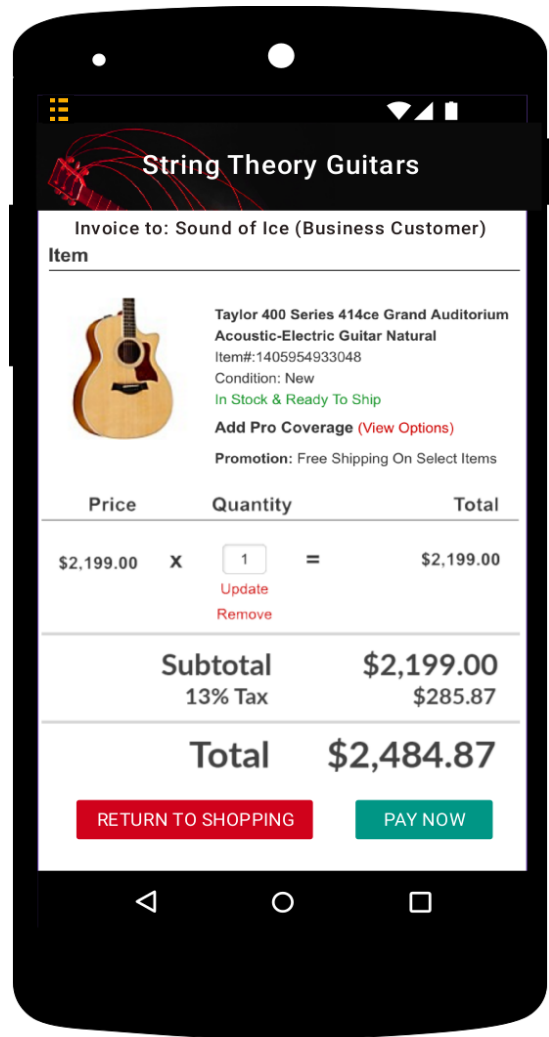 String Theory Guitars
Invoice to: Sound of Ice (Business Customer)
Item
Taylor 400 Series 414ce Grand Auditorium
Acoustic-Electric Guitar Natural
Item#:1405954933048
Condition: New
In Stock & Ready To Ship
Add Pro Coverage (View Options)
Promotion: Free Shipping On Select Items
Price Quantity Total
$2,199.00 x 1 = $2,199.00
Update
Remove
Subtotal $2,199.00
13% Tax $285.87
Total $2,484.87
RETURN TO SHOPPING PAY NOW